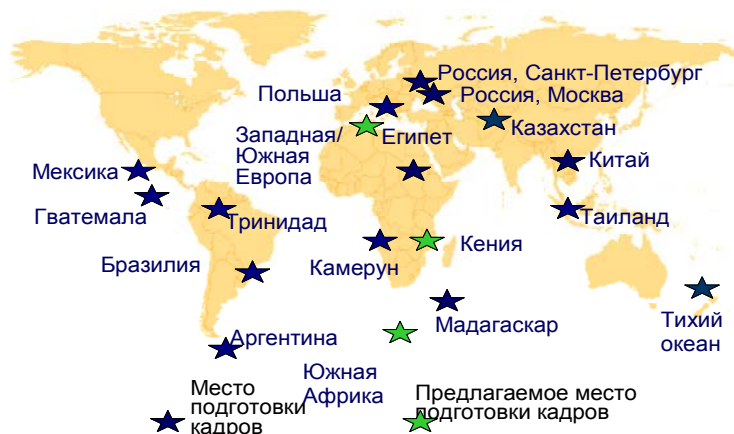 Россия, Санкт-Петербург
Польша
Россия, Москва
Западная/
Южная
Европа
Египет
Казахстан
Мексика
Китай
Гватемала
Тринидад
Таиланд
Бразилия
Камерун
Кения
Мадагаскар
Тихий
океан
Аргентина
Южная
Африка
Место
подготовки
кадров
Предлагаемое место
подготовки кадров